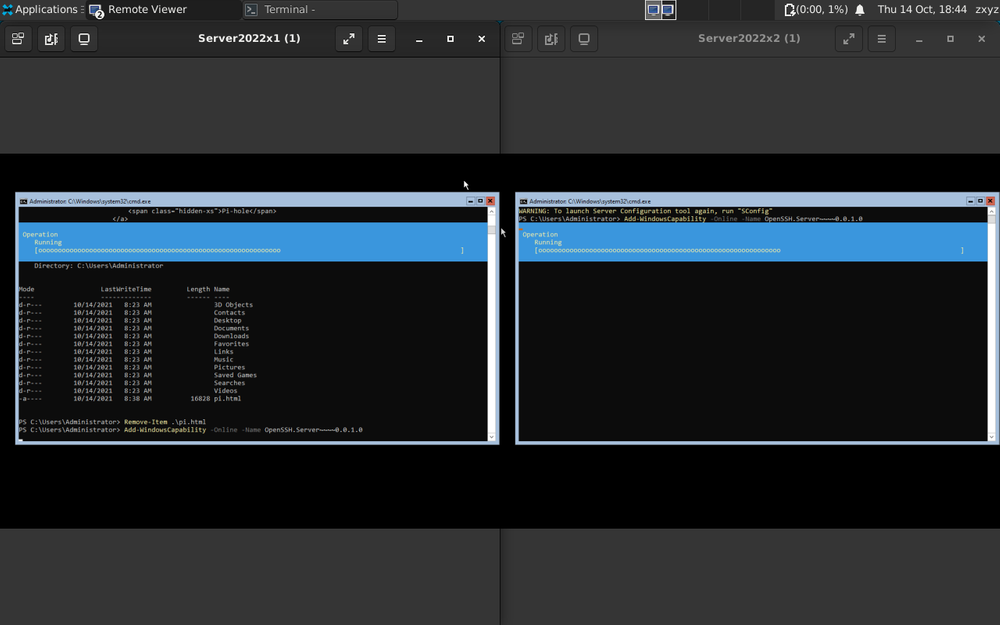 Applications
Remote Viewer
Terminal -
(0:00, 1%)
Thu 14 Oct, 18:44
zxyz
Server2022x1 (1)
Server2022x2 (1)
Administrator: C:\Windows\system32\cmd.exe
<span class="hidden-xs">Pi-hole</span>
</a>
Operation
Running
[oooooooooooooooooooooooooooooooooooooooooooooooooooooooooooo ]
Directory: C:\Users\Administrator
Mode LastWriteTime Length Name
---- ------------- ------ ----
d-r--- 10/14/2021 8:23 AM 3D Objects
d-r--- 10/14/2021 8:23 AM Contacts
d-r--- 10/14/2021 8:23 AM Desktop
d-r--- 10/14/2021 8:23 AM Documents
d-r--- 10/14/2021 8:23 AM Downloads
d-r--- 10/14/2021 8:23 AM Favorites
d-r--- 10/14/2021 8:23 AM Links
d-r--- 10/14/2021 8:23 AM Music
d-r--- 10/14/2021 8:23 AM Pictures
d-r--- 10/14/2021 8:23 AM Saved Games
d-r--- 10/14/2021 8:23 AM Searches
d-r--- 10/14/2021 8:23 AM Videos
-a---- 10/14/2021 8:38 AM 16828 pi.html
PS C:\Users\Administrator> Remove-Item .\pi.html
PS C:\Users\Administrator> Add-WindowsCapability -Online -Name OpenSSH.Server~~~~0.0.1.0
Administrator: C:\Windows\system32\cmd.exe
WARNING: To launch Server Configuration tool again, run "SConfig"
PS C:\Users\Administrator> Add-WindowsCapability -Online -Name OpenSSH.Server~~~~0.0.1.0
Operation
Running
[oooooooooooooooooooooooooooooooooooooooooooooooooooooooooooo ]